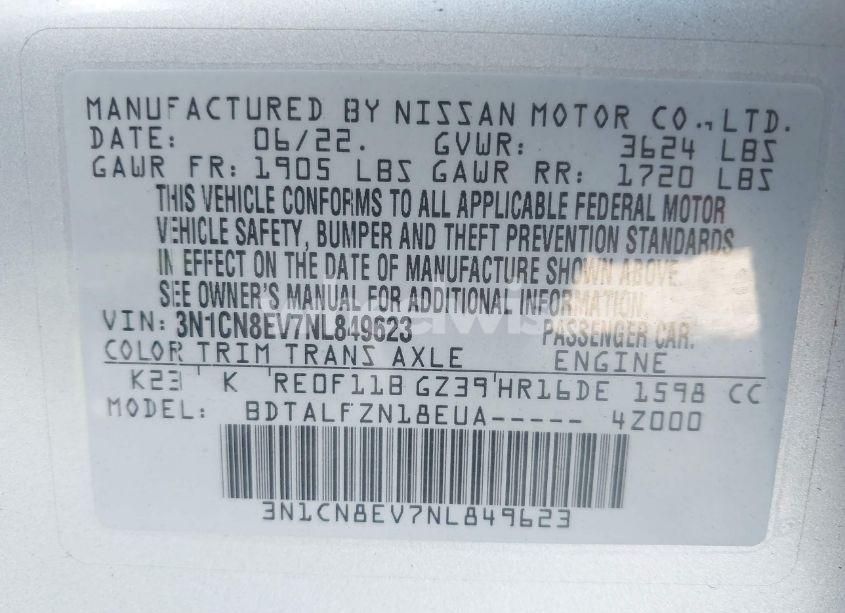 MANUFACTURED BY NISSAN MOTOR CO.,LTD.
DATE: 06/22. GVWR: 3624 LBS
GAWR FR: 1905 LBS GAWR RR: 1720 LBS
THIS VEHICLE CONFORMS TO ALL APPLICABLE FEDERAL MOTOR
VEHICLE SAFETY, BUMPER AND THEFT PREVENTION STANDARDS
IN EFFECT ON THE DATE OF MANUFACTURE SHOWN ABOVE.
SEE OWNER'S MANUAL FOR ADDITIONAL INFORMATION.
VIN: 3N1CN8EV7NL849623 PASSENGER CAR.
COLOR TRIM TRANS AXLE ENGINE
K23 K RE0F11B GZ39 HR16DE 1598 CC
MODEL: BDTALFZN18EUA----- 4Z000
3N1CN8EV7NL849623